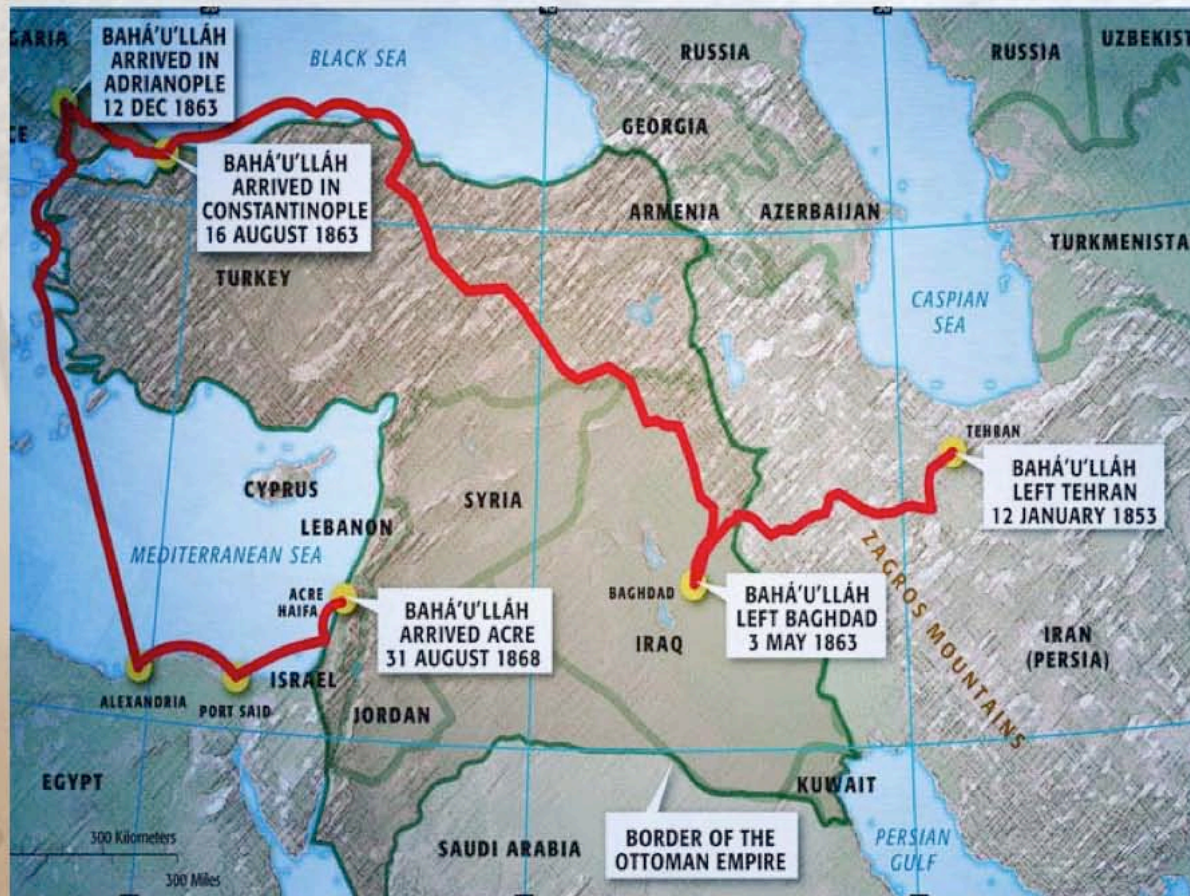 GARIA
BAHÁ'U'LLÁH
ARRIVED IN
ADRIANOPLE
12 DEC 1863
BLACK SEA
RUSSIA
RUSSIA
UZBEKIST
CE
GEORGIA
BAHÁ'U'LLÁH
ARRIVED IN
CONSTANTINOPLE
16 AUGUST 1863
ARMENIA
AZERBAIJAN
TURKMENISTA
TURKEY
CASPIAN
SEA
TEHRAN
BAHÁ'U'LLÁH
LEFT TEHRAN
12 JANUARY 1853
CYPRUS
SYRIA
LEBANON
MEDITERRANEAN SEA
ZAGROS MOUNTAINS
ACRE
HAIFA
BAHÁ'U'LLÁH
ARRIVED ACRE
31 AUGUST 1868
BAGHDAD
BAHÁ'U'LLÁH
LEFT BAGHDAD
3 MAY 1863
IRAQ
IRAN
(PERSIA)
ISRAEL
ALEXANDRIA
PORT SAID
JORDAN
EGYPT
KUWAIT
300 Kilometers
300 Miles
SAUDI ARABIA
BORDER OF THE
OTTOMAN EMPIRE
PERSIAN
GULF